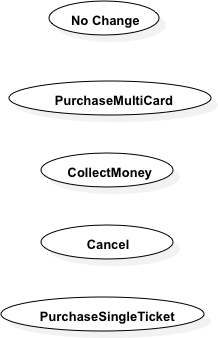 No Change
PurchaseMultiCard
CollectMoney
Cancel
PurchaseSingleTicket